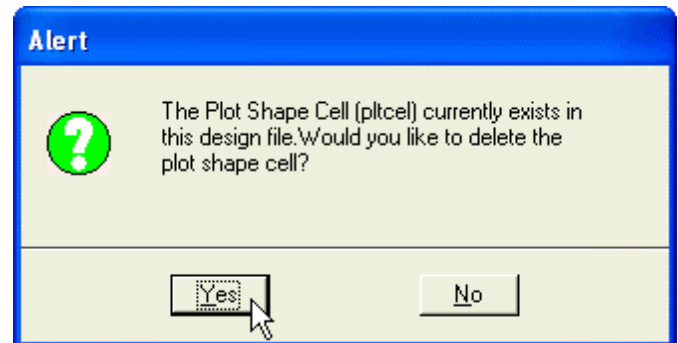 Alert
The Plot Shape Cell (pltcel) currently exists in
this design file.Would you like to delete the
plot shape cell?
Yes
No